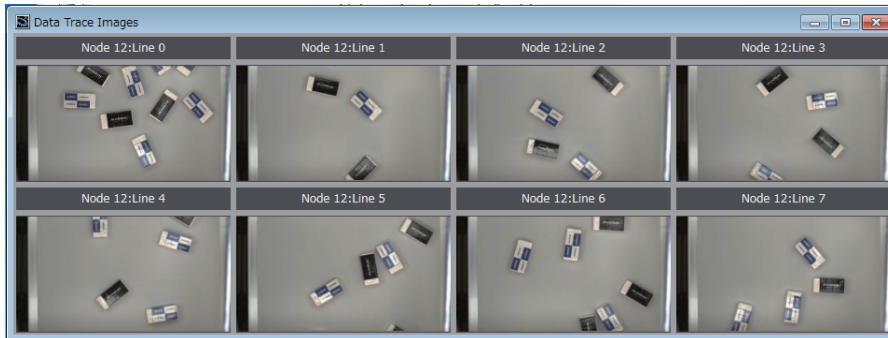 Data Trace Images
Node 12:Line 0
Node 12:Line 1
Node 12:Line 2
Node 12:Line 3
Node 12:Line 4
Node 12:Line 5
Node 12:Line 6
Node 12:Line 7